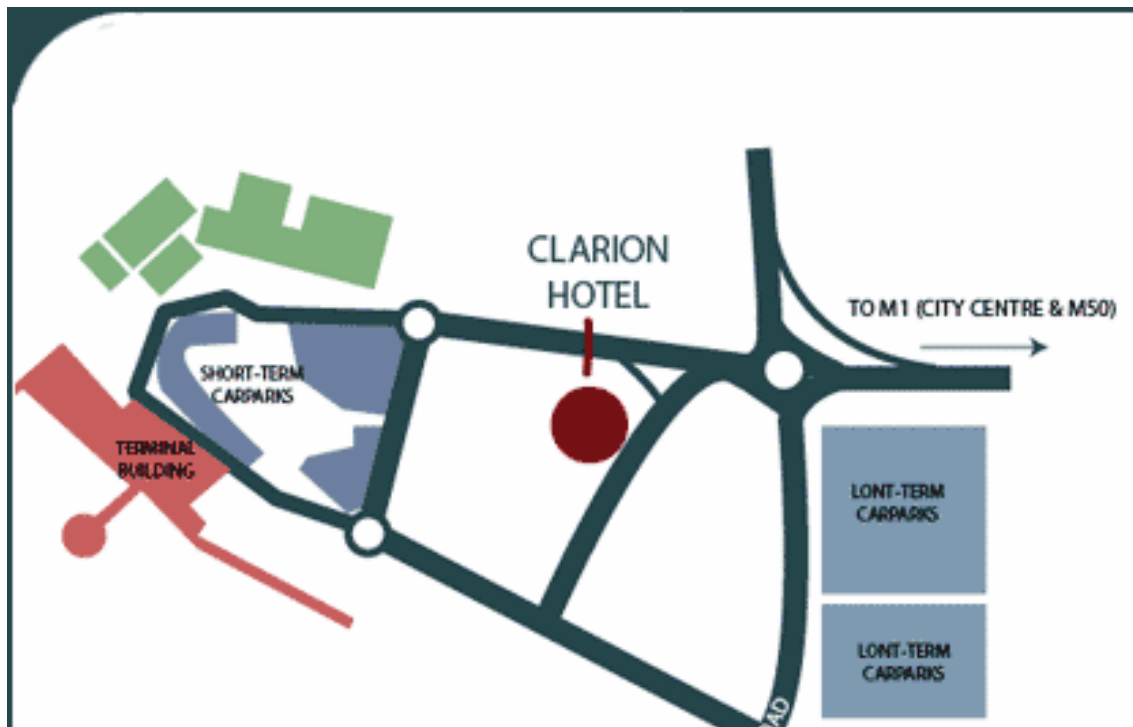 CLARION
HOTEL
TO M1 (CITY CENTRE & M50)
SHORT-TERM
CARPARKS
TERMINAL
BUILDING
LONT-TERM
CARPARKS
LONT-TERM
CARPARKS